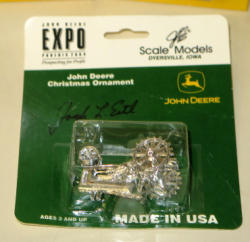 JOHN DEERE
EXPO
Prospecting for Profit
Scale Models
DYERSVILLE, IOWA
John Deere
Christmas Ornament
JOHN DEERE
AGES 3 AND UP
MADE IN USA